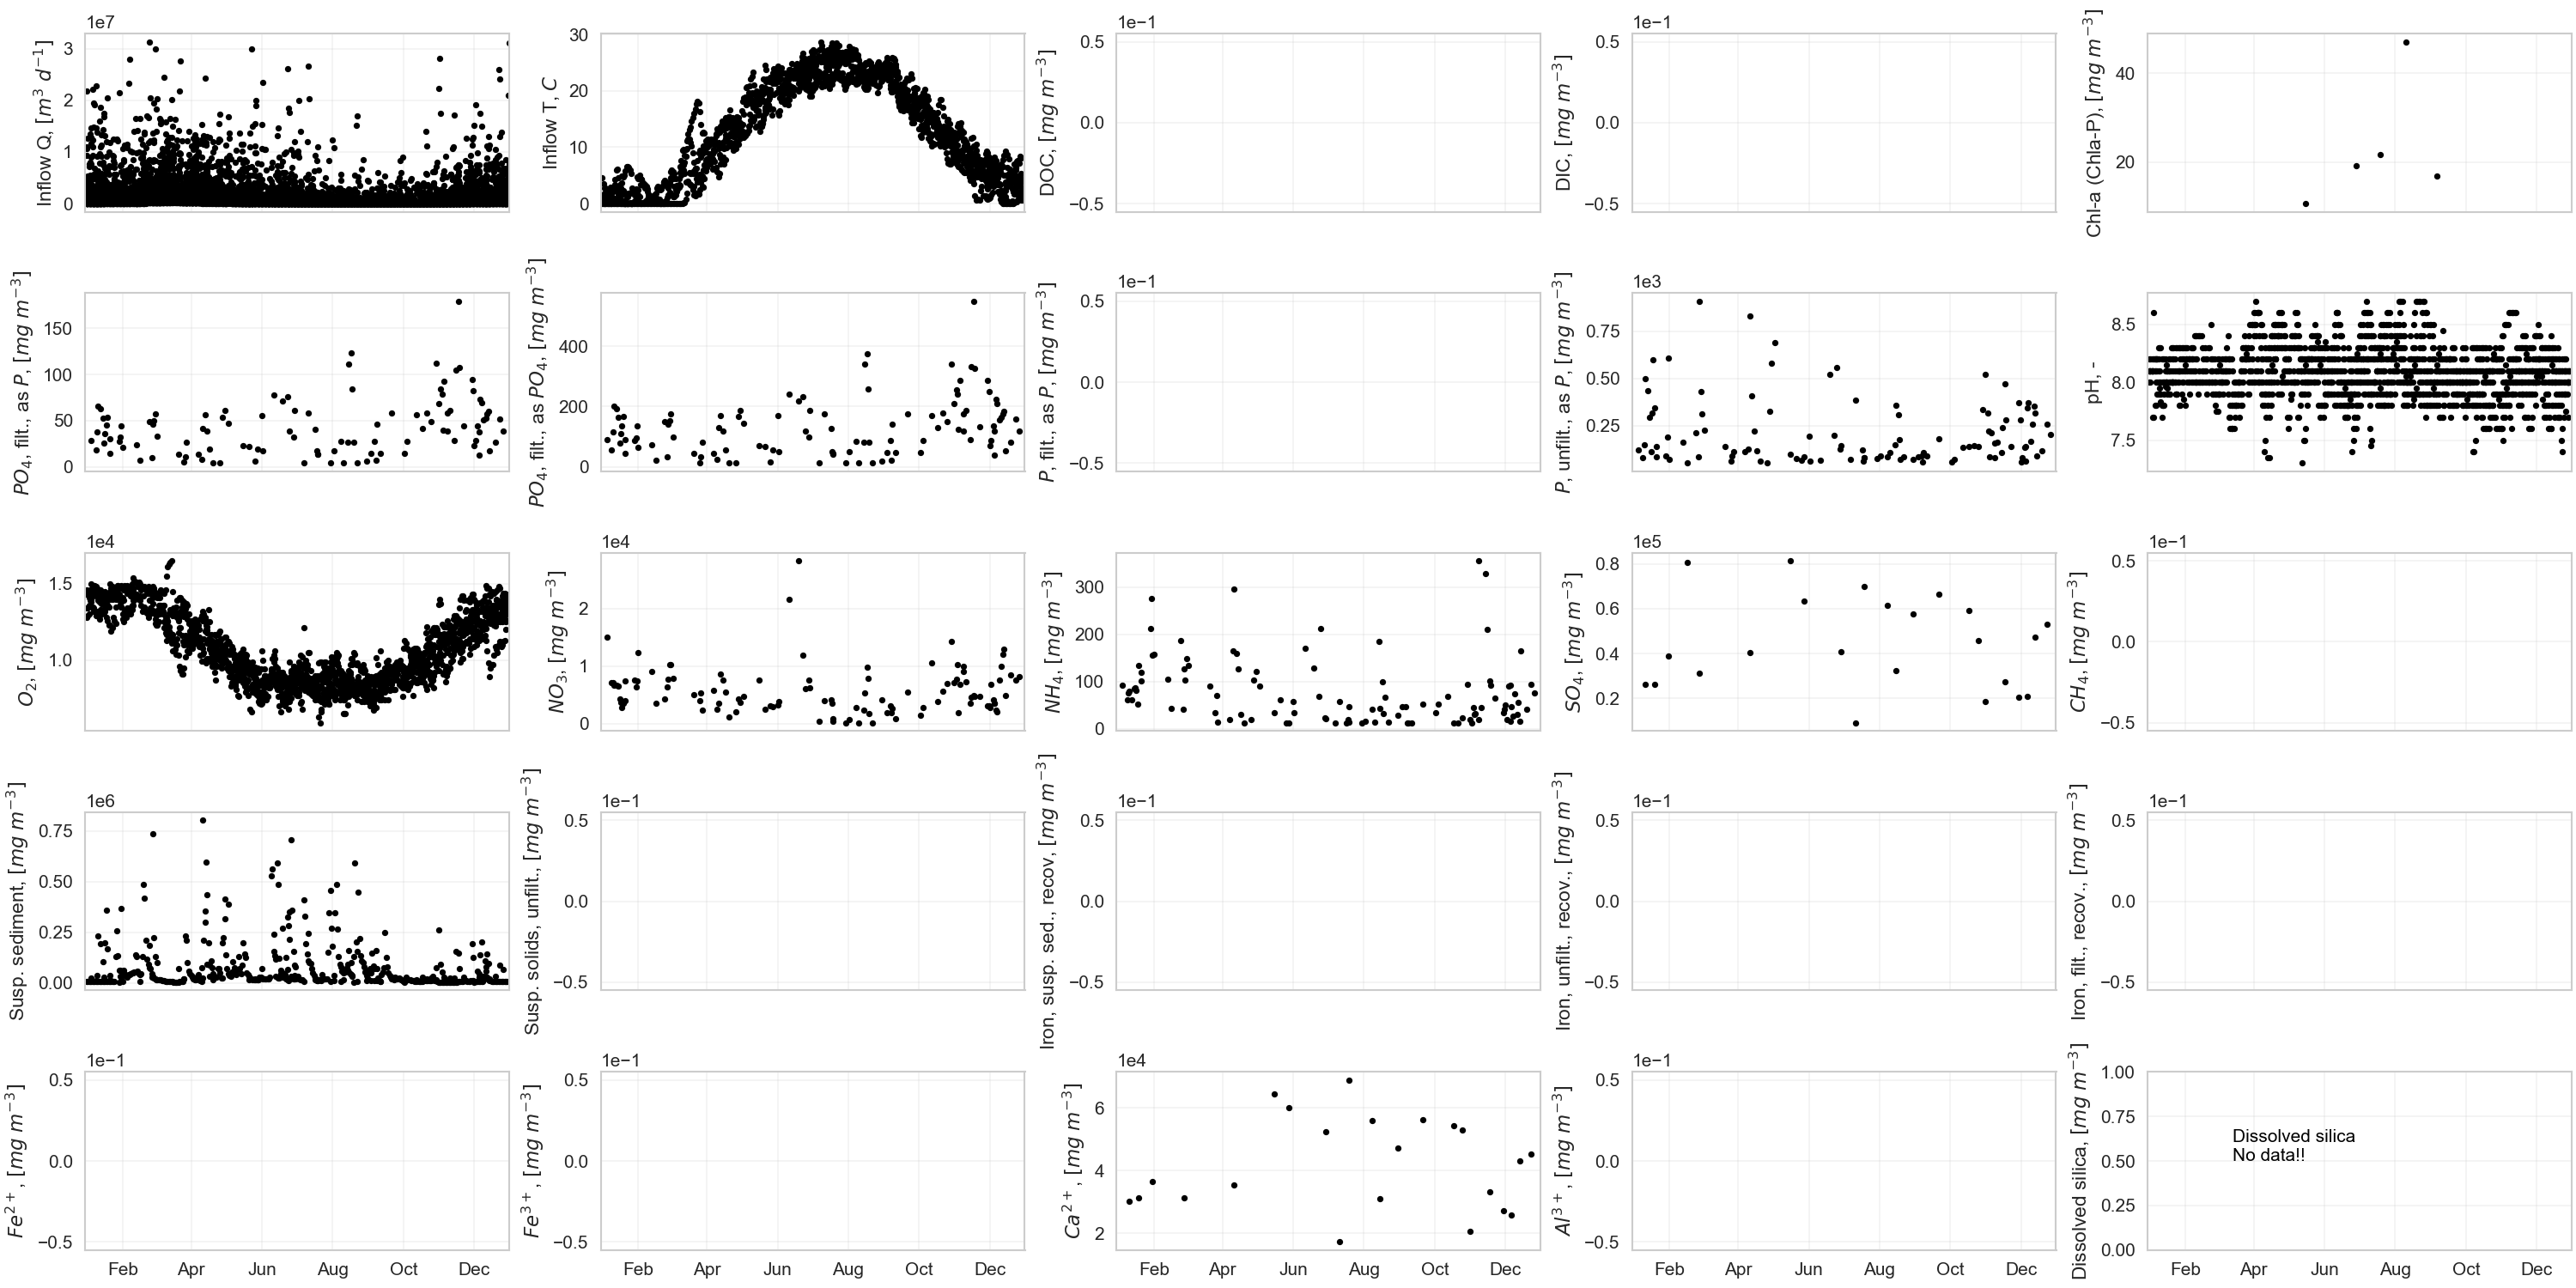 1e7
Inflow Q, [m³ d⁻¹]
3
2
1
0
Inflow T, C
30
20
10
0
1e−1
DOC, [mg m⁻³]
0.5
0.0
−0.5
1e−1
DIC, [mg m⁻³]
0.5
0.0
−0.5
Chl-a (Chla-P), [mg m⁻³]
40
20
PO₄, filt., as P, [mg m⁻³]
150
100
50
0
PO₄, filt., as PO₄, [mg m⁻³]
400
200
0
1e−1
P, filt., as P, [mg m⁻³]
0.5
0.0
−0.5
1e3
P, unfilt., as P, [mg m⁻³]
0.75
0.50
0.25
pH, -
8.5
8.0
7.5
1e4
O₂, [mg m⁻³]
1.5
1.0
1e4
NO₃, [mg m⁻³]
2
1
0
NH₄, [mg m⁻³]
300
200
100
0
1e5
SO₄, [mg m⁻³]
0.8
0.6
0.4
0.2
1e−1
CH₄, [mg m⁻³]
0.5
0.0
−0.5
1e6
Susp. sediment, [mg m⁻³]
0.75
0.50
0.25
0.00
1e−1
Susp. solids, unfilt., [mg m⁻³]
0.5
0.0
−0.5
1e−1
Iron, susp. sed., recov, [mg m⁻³]
0.5
0.0
−0.5
1e−1
Iron, unfilt., recov., [mg m⁻³]
0.5
0.0
−0.5
1e−1
Iron, filt., recov., [mg m⁻³]
0.5
0.0
−0.5
1e−1
Fe²⁺, [mg m⁻³]
0.5
0.0
−0.5
Feb Apr Jun Aug Oct Dec
1e−1
Fe³⁺, [mg m⁻³]
0.5
0.0
−0.5
Feb Apr Jun Aug Oct Dec
1e4
Ca²⁺, [mg m⁻³]
6
4
2
Feb Apr Jun Aug Oct Dec
1e−1
Al³⁺, [mg m⁻³]
0.5
0.0
−0.5
Feb Apr Jun Aug Oct Dec
Dissolved silica, [mg m⁻³]
1.00
0.75
0.50
0.25
0.00
Dissolved silica
No data!!
Feb Apr Jun Aug Oct Dec